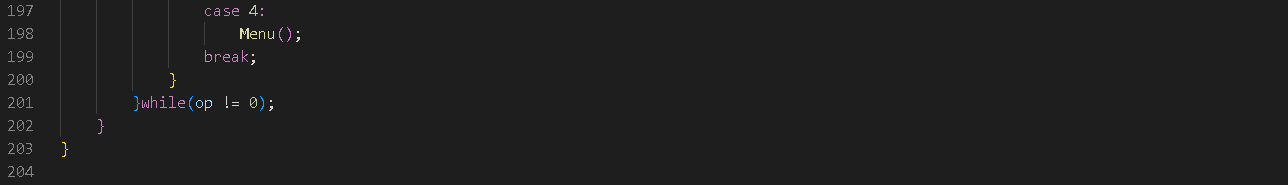 197 case 4:
198 Menu();
199 break;
200 }
201 }while(op != 0);
202 }
203 }
204